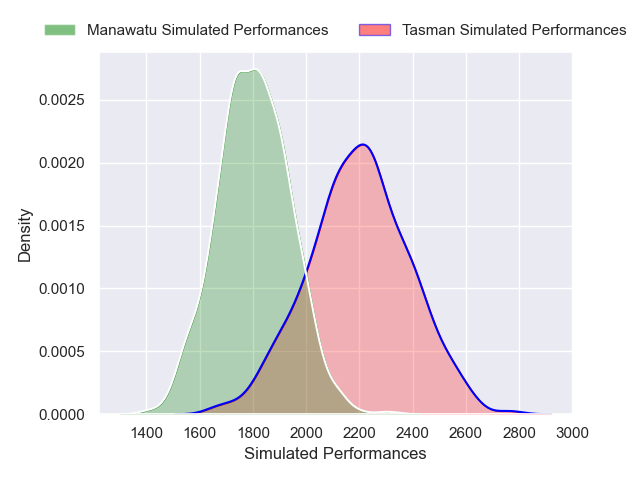 Manawatu Simulated Performances Tasman Simulated Performances
Density
0.0025
0.0020
0.0015
0.0010
0.0005
0.0000
1400 1600 1800 2000 2200 2400 2600 2800 3000
Simulated Performances